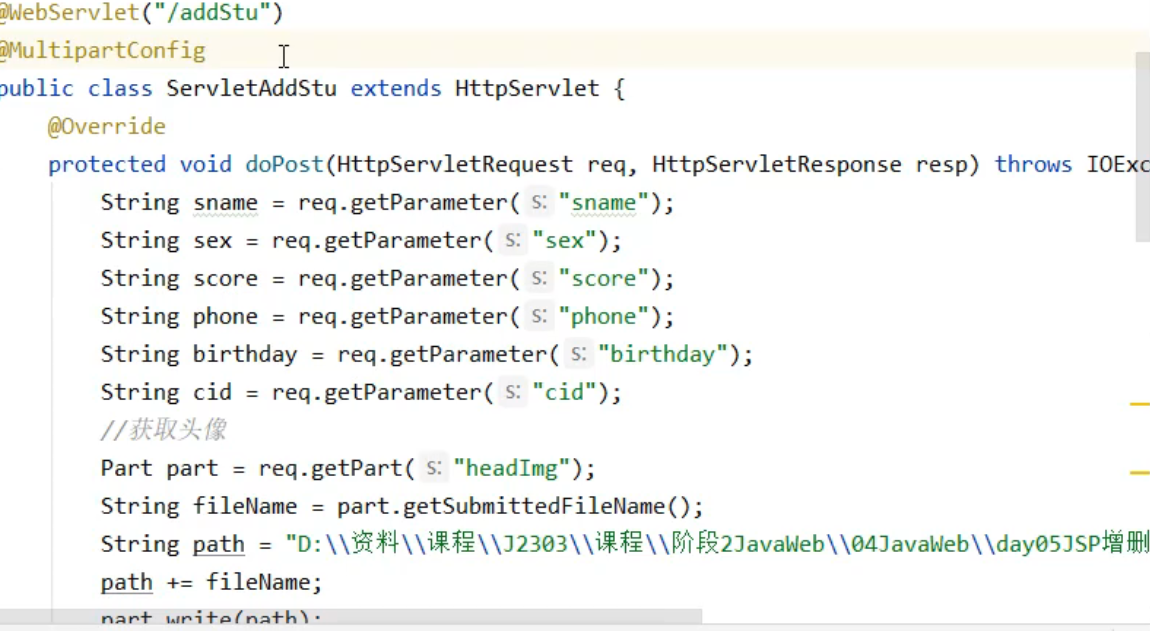 @WebServlet("/addStu")
@MultipartConfig
public class ServletAddStu extends HttpServlet {
@Override
protected void doPost(HttpServletRequest req, HttpServletResponse resp) throws IOExc
String sname = req.getParameter( s: "sname");
String sex = req.getParameter( s: "sex");
String score = req.getParameter( s: "score");
String phone = req.getParameter( s: "phone");
String birthday = req.getParameter( s: "birthday");
String cid = req.getParameter( s: "cid");
//获取头像
Part part = req.getPart( s: "headImg");
String fileName = part.getSubmittedFileName();
String path = "D:\\资料\\课程\\J2303\\课程\\阶段2JavaWeb\\04JavaWeb\\day05JSP增删
path += fileName;
part.write(path);